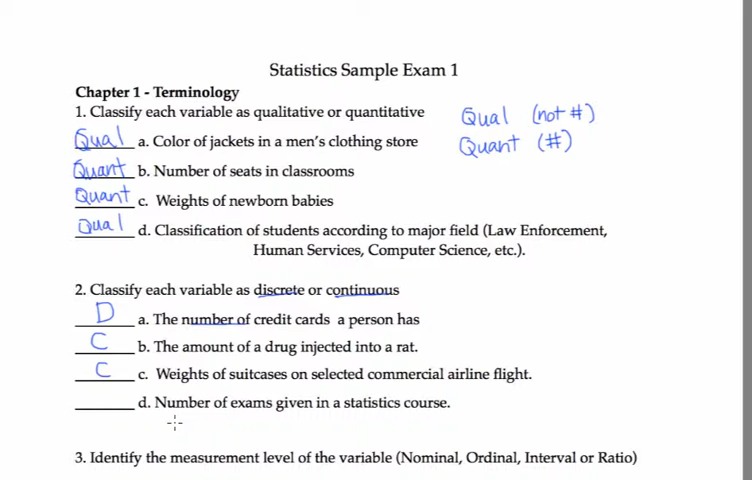 Statistics Sample Exam 1
Chapter 1 - Terminology
1. Classify each variable as qualitative or quantitative
Qual (not #)
Qual a. Color of jackets in a men's clothing store
Quant (#)
Quant b. Number of seats in classrooms
Quant c. Weights of newborn babies
Qual d. Classification of students according to major field (Law Enforcement,
Human Services, Computer Science, etc.).
2. Classify each variable as discrete or continuous
D a. The number of credit cards a person has
C b. The amount of a drug injected into a rat.
C c. Weights of suitcases on selected commercial airline flight.
d. Number of exams given in a statistics course.
3. Identify the measurement level of the variable (Nominal, Ordinal, Interval or Ratio)